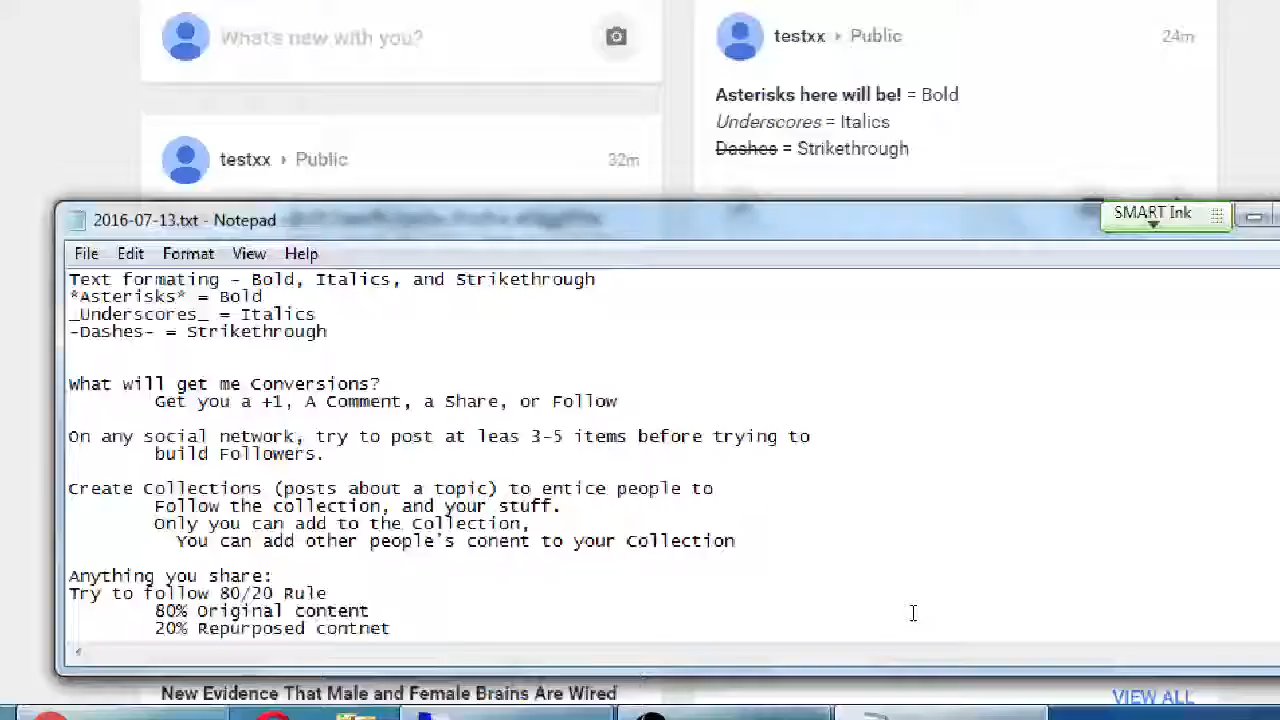 What's new with you?
testxx › Public 24m
Asterisks here will be! = Bold
Underscores = Italics
Dashes = Strikethrough
testxx › Public 32m
2016-07-13.txt - Notepad
SMART Ink
File Edit Format View Help
Text formating - Bold, Italics, and Strikethrough
*Asterisks* = Bold
_Underscores_ = Italics
-Dashes- = Strikethrough
What will get me Conversions?
Get you a +1, A Comment, a Share, or Follow
On any social network, try to post at leas 3-5 items before trying to
build Followers.
Create Collections (posts about a topic) to entice people to
Follow the collection, and your stuff.
Only you can add to the Collection,
You can add other people's conent to your Collection
Anything you share:
Try to follow 80/20 Rule
80% Original content
20% Repurposed contnet
New Evidence That Male and Female Brains Are Wired
VIEW ALL